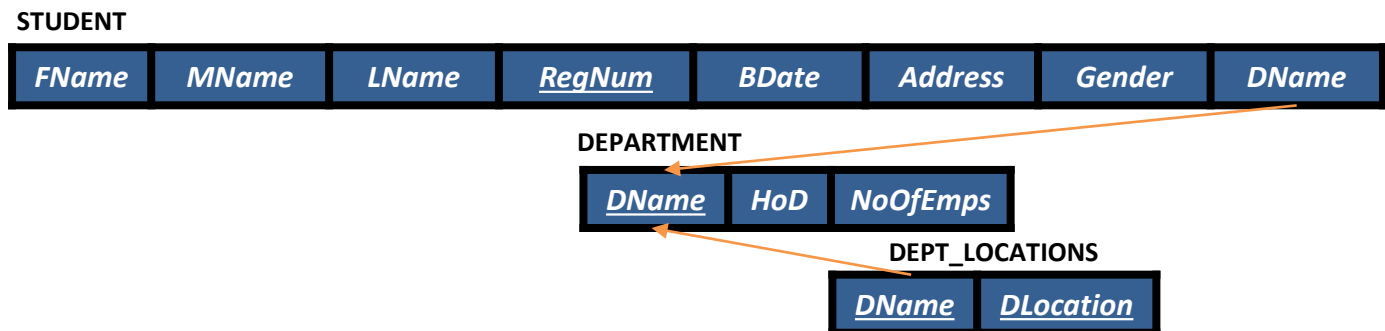 STUDENT
FName MName LName RegNum BDate Address Gender DName
DEPARTMENT
DName HoD NoOfEmps
DEPT_LOCATIONS
DName DLocation